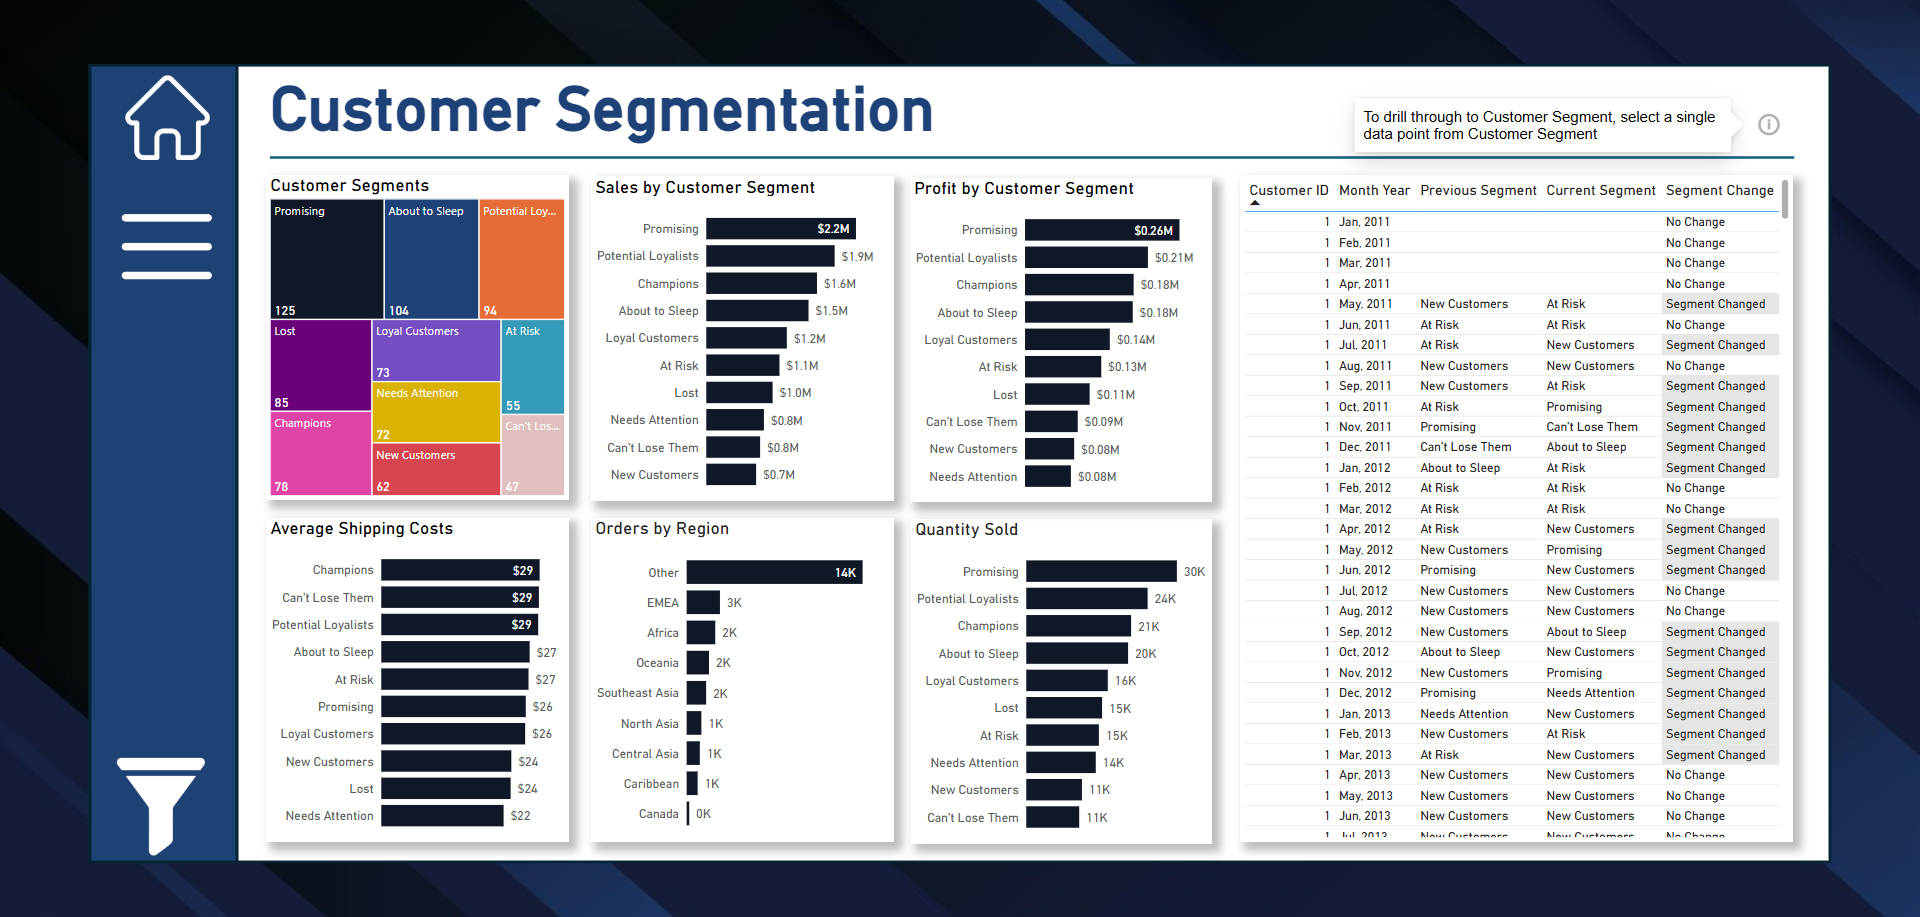 Customer Segmentation
To drill through to Customer Segment, select a single
data point from Customer Segment
Customer Segments
Promising
125
About to Sleep
104
Potential Loy...
94
Lost
85
Loyal Customers
73
At Risk
55
Needs Attention
72
Champions
78
New Customers
62
Can't Los...
47
Sales by Customer Segment
Promising $2.2M
Potential Loyalists $1.9M
Champions $1.6M
About to Sleep $1.5M
Loyal Customers $1.2M
At Risk $1.1M
Lost $1.0M
Needs Attention $0.8M
Can't Lose Them $0.8M
New Customers $0.7M
Profit by Customer Segment
Promising $0.26M
Potential Loyalists $0.21M
Champions $0.18M
About to Sleep $0.18M
Loyal Customers $0.14M
At Risk $0.13M
Lost $0.11M
Can't Lose Them $0.09M
New Customers $0.08M
Needs Attention $0.08M
Average Shipping Costs
Champions $29
Can't Lose Them $29
Potential Loyalists $29
About to Sleep $27
At Risk $27
Promising $26
Loyal Customers $26
New Customers $24
Lost $24
Needs Attention $22
Orders by Region
Other 14K
EMEA 3K
Africa 2K
Oceania 2K
Southeast Asia 2K
North Asia 1K
Central Asia 1K
Caribbean 1K
Canada 0K
Quantity Sold
Promising 30K
Potential Loyalists 24K
Champions 21K
About to Sleep 20K
Loyal Customers 16K
Lost 15K
At Risk 15K
Needs Attention 14K
New Customers 11K
Can't Lose Them 11K
Customer ID Month Year Previous Segment Current Segment Segment Change
1 Jan, 2011 No Change
1 Feb, 2011 No Change
1 Mar, 2011 No Change
1 Apr, 2011 No Change
1 May, 2011 New Customers At Risk Segment Changed
1 Jun, 2011 At Risk At Risk No Change
1 Jul, 2011 At Risk New Customers Segment Changed
1 Aug, 2011 New Customers New Customers No Change
1 Sep, 2011 New Customers At Risk Segment Changed
1 Oct, 2011 At Risk Promising Segment Changed
1 Nov, 2011 Promising Can't Lose Them Segment Changed
1 Dec, 2011 Can't Lose Them About to Sleep Segment Changed
1 Jan, 2012 About to Sleep At Risk Segment Changed
1 Feb, 2012 At Risk At Risk No Change
1 Mar, 2012 At Risk At Risk No Change
1 Apr, 2012 At Risk New Customers Segment Changed
1 May, 2012 New Customers Promising Segment Changed
1 Jun, 2012 Promising New Customers Segment Changed
1 Jul, 2012 New Customers New Customers No Change
1 Aug, 2012 New Customers New Customers No Change
1 Sep, 2012 New Customers About to Sleep Segment Changed
1 Oct, 2012 About to Sleep New Customers Segment Changed
1 Nov, 2012 New Customers Promising Segment Changed
1 Dec, 2012 Promising Needs Attention Segment Changed
1 Jan, 2013 Needs Attention New Customers Segment Changed
1 Feb, 2013 New Customers At Risk Segment Changed
1 Mar, 2013 At Risk New Customers Segment Changed
1 Apr, 2013 New Customers New Customers No Change
1 May, 2013 New Customers New Customers No Change
1 Jun, 2013 New Customers New Customers No Change
1 Jul, 2013 New Customers New Customers No Change